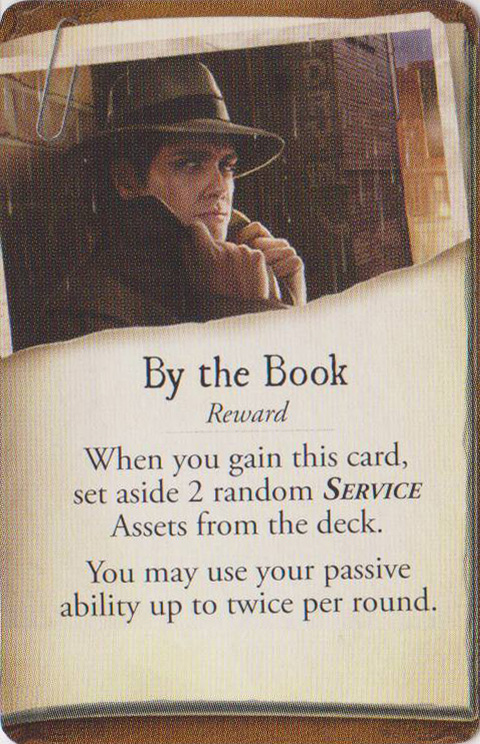 By the Book
Reward
When you gain this card,
set aside 2 random SERVICE
Assets from the deck.
You may use your passive
ability up to twice per round.